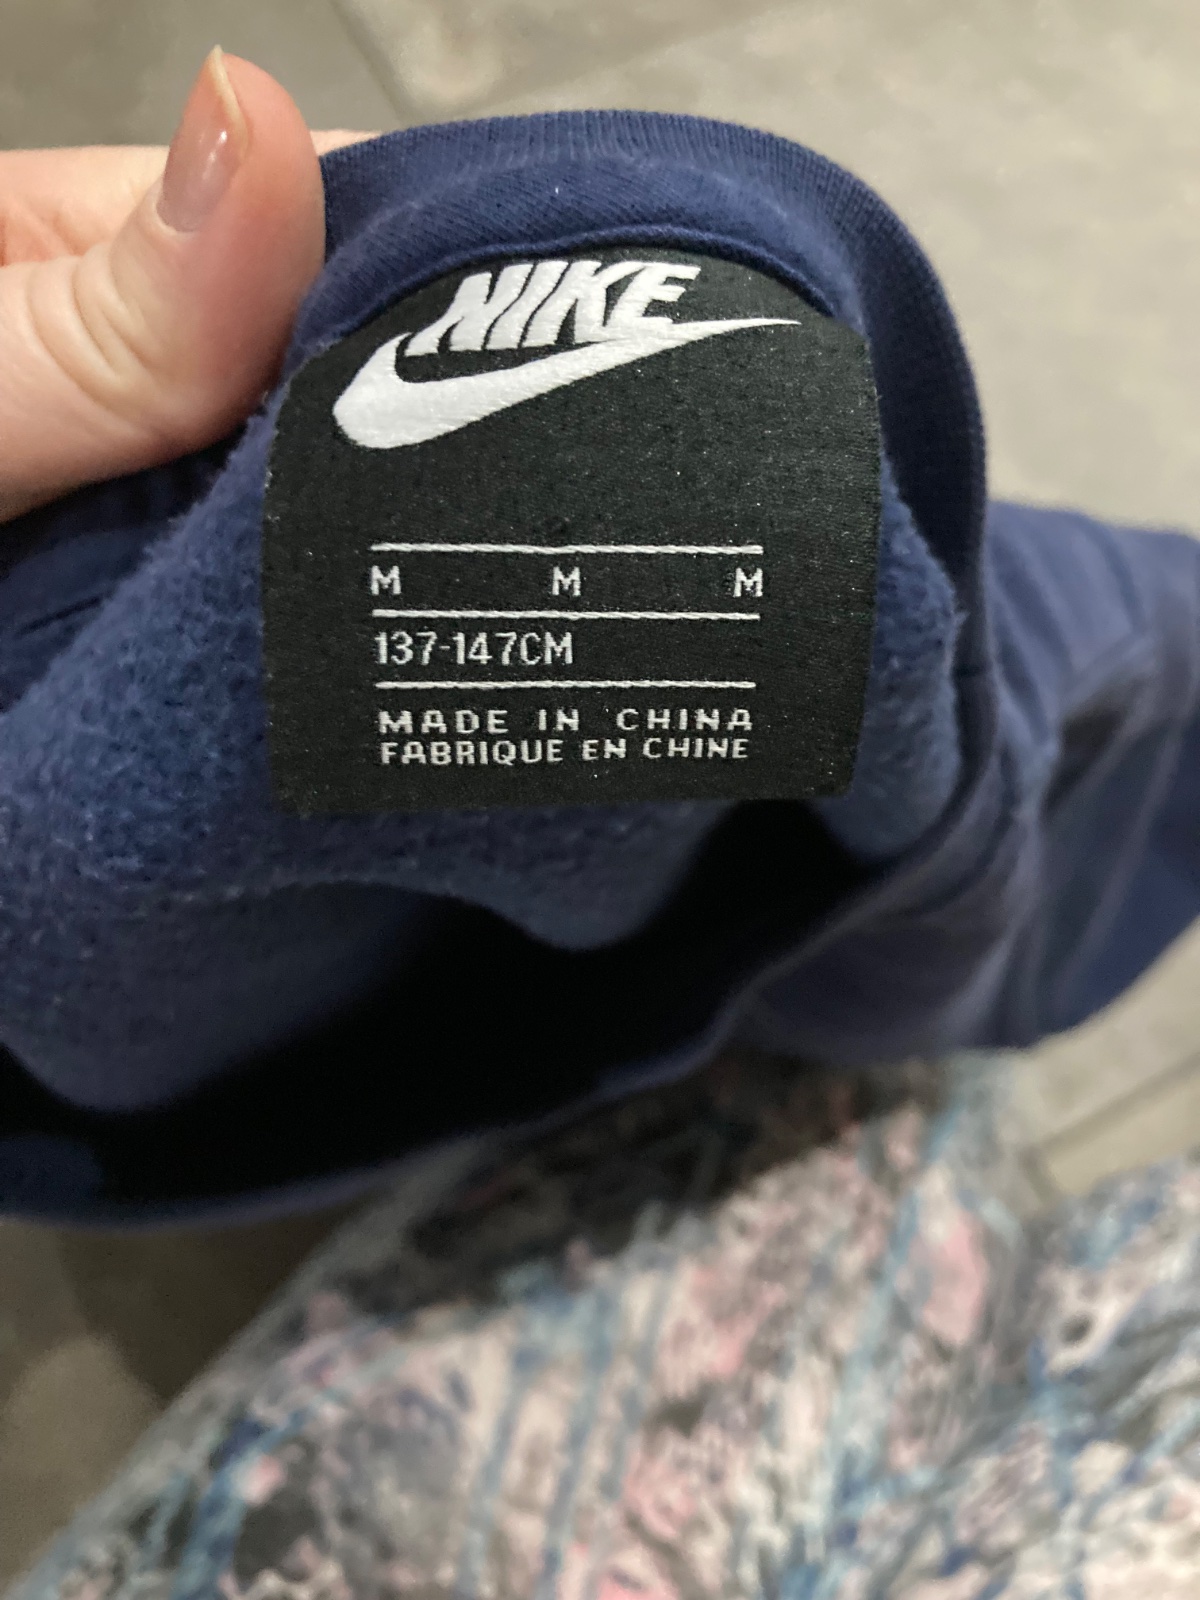 NIKE
M M M
137-147CM
MADE IN CHINA
FABRIQUE EN CHINE